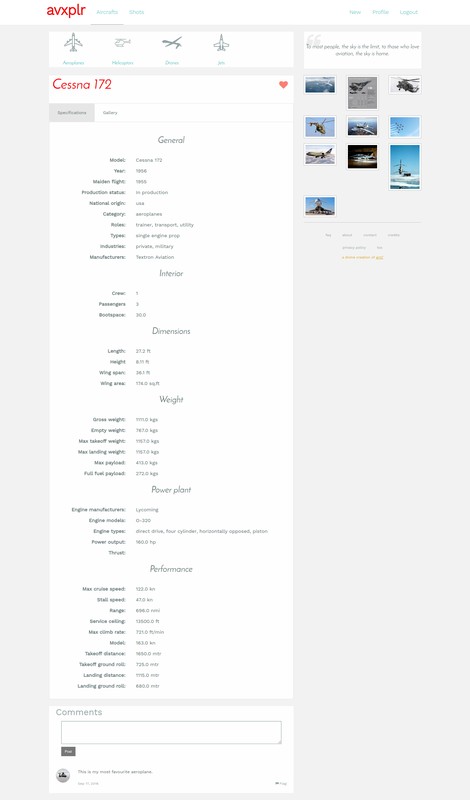 avxplr
Aircrafts
Shots
New
Profile
Logout
Aeroplanes
Helicopters
Drones
Jets
To most people, the sky is the limit, to those who love
aviation, the sky is home.
Cessna 172
Specifications
Gallery
General
Model: Cessna 172
Year: 1956
Maiden flight: 1955
Production status: in production
National origin: usa
Category: aeroplanes
Roles: trainer, transport, utility
Types: single engine prop
Industries: private, military
Manufacturers: Textron Aviation
Interior
Crew: 1
Passengers 3
Bootspace: 30.0
Dimensions
Length: 27.2 ft
Height 8.11 ft
Wing span: 36.1 ft
Wing area: 174.0 sq.ft
Weight
Gross weight: 1111.0 kgs
Empty weight: 767.0 kgs
Max takeoff weight: 1157.0 kgs
Max landing weight: 1157.0 kgs
Max payload: 413.0 kgs
Full fuel payload: 272.0 kgs
Power plant
Engine manufacturers: Lycoming
Engine models: O-320
Engine types: direct drive, four cylinder, horizontally opposed, piston
Power output: 160.0 hp
Thrust:
Performance
Max cruise speed: 122.0 kn
Stall speed: 47.0 kn
Range: 696.0 nmi
Service ceiling: 13500.0 ft
Max climb rate: 721.0 ft/min
Model: 163.0 kn
Takeoff distance: 1650.0 mtr
Takeoff ground roll: 725.0 mtr
Landing distance: 1115.0 mtr
Landing ground roll: 680.0 mtr
Comments
Post
This is my most favourite aeroplane.
Flag
about
contact
credits
privacy policy
tos